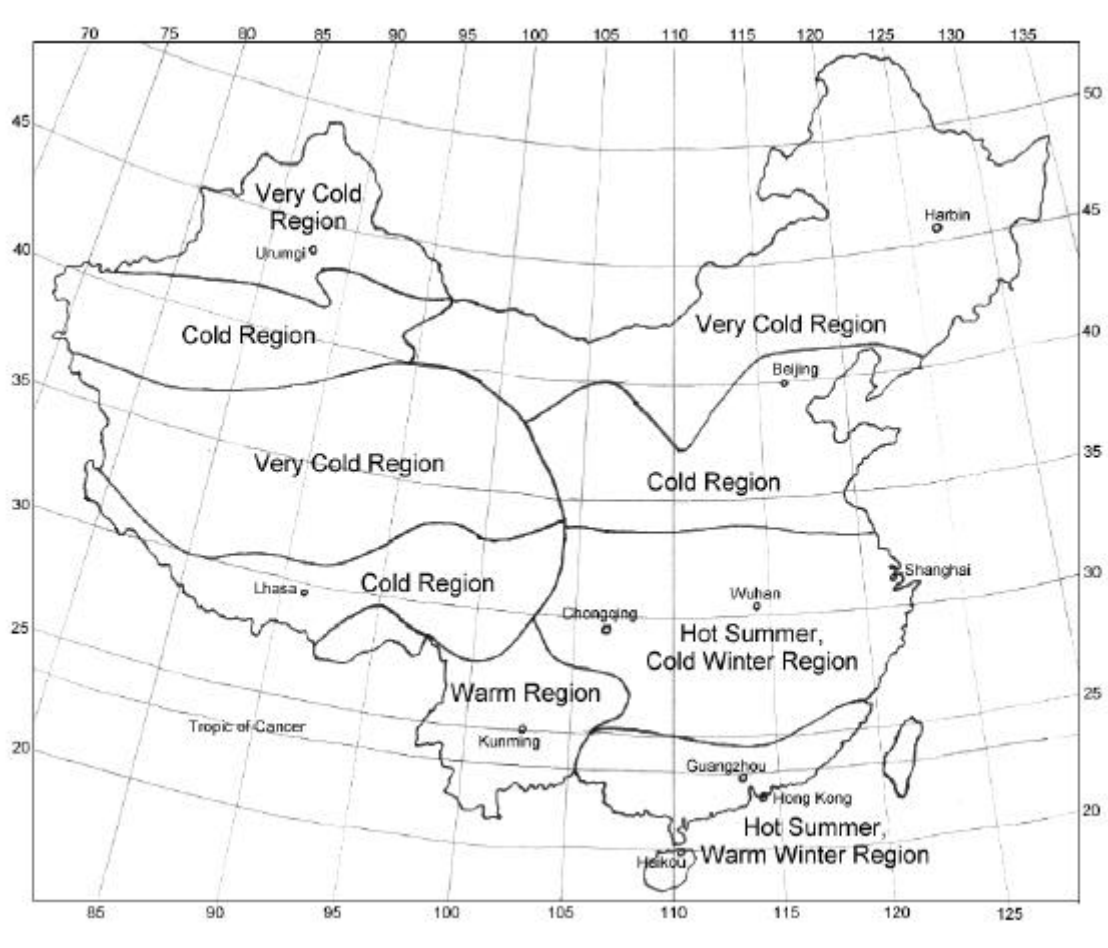 70 75 80 85 90 95 100 105 110 115 120 125 130 135
50
45
Very Cold
Region
Harbin
45
Urumgi
40
Very Cold Region
Cold Region
40
Beijing
35
Very Cold Region
35
Cold Region
30
Shanghai
30
Lhasa
Cold Region
Wuhan
Chongqing
25
Hot Summer,
Cold Winter Region
Warm Region
25
Tropic of Cancer
Kunming
20
Guangzhou
Hong Kong
20
Hot Summer,
Warm Winter Region
Heikou
85 90 95 100 105 110 115 120 125